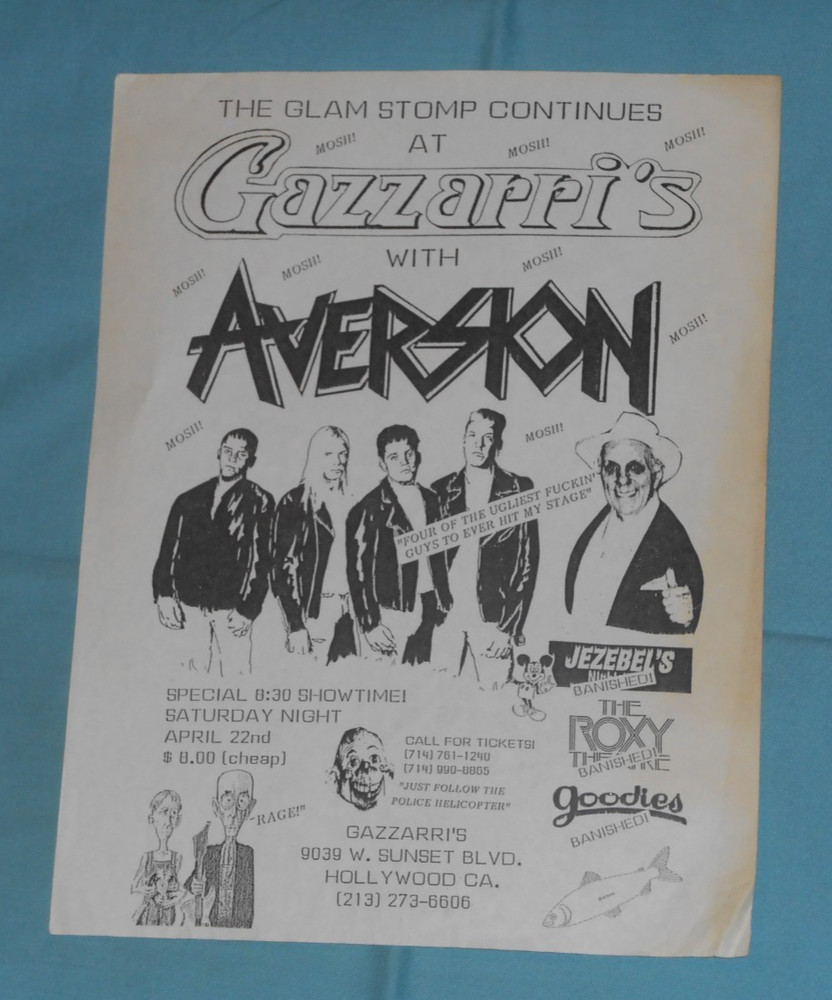 THE GLAM STOMP CONTINUES
MOSH!
AT
MOSH!
MOSH!
Gazzarri's
WITH
MOSH!
MOSH!
MOSH!
AVERSION
MOSH!
MOSH!
MOSH!
"FOUR OF THE UGLIEST FUCKIN'
GUYS TO EVER HIT MY STAGE"
JEZEBEL'S
BANISHED!
SPECIAL 8:30 SHOWTIME!
SATURDAY NIGHT
APRIL 22nd
$ 8.00 (cheap)
THE
ROXY
BANISHED!
CALL FOR TICKETS!
(714) 761-1240
(714) 990-8865
"JUST FOLLOW THE
POLICE HELICOPTER"
goodies
BANISHED!
-RAGE!"
GAZZARRI'S
9039 W. SUNSET BLVD.
HOLLYWOOD CA.
(213) 273-6606